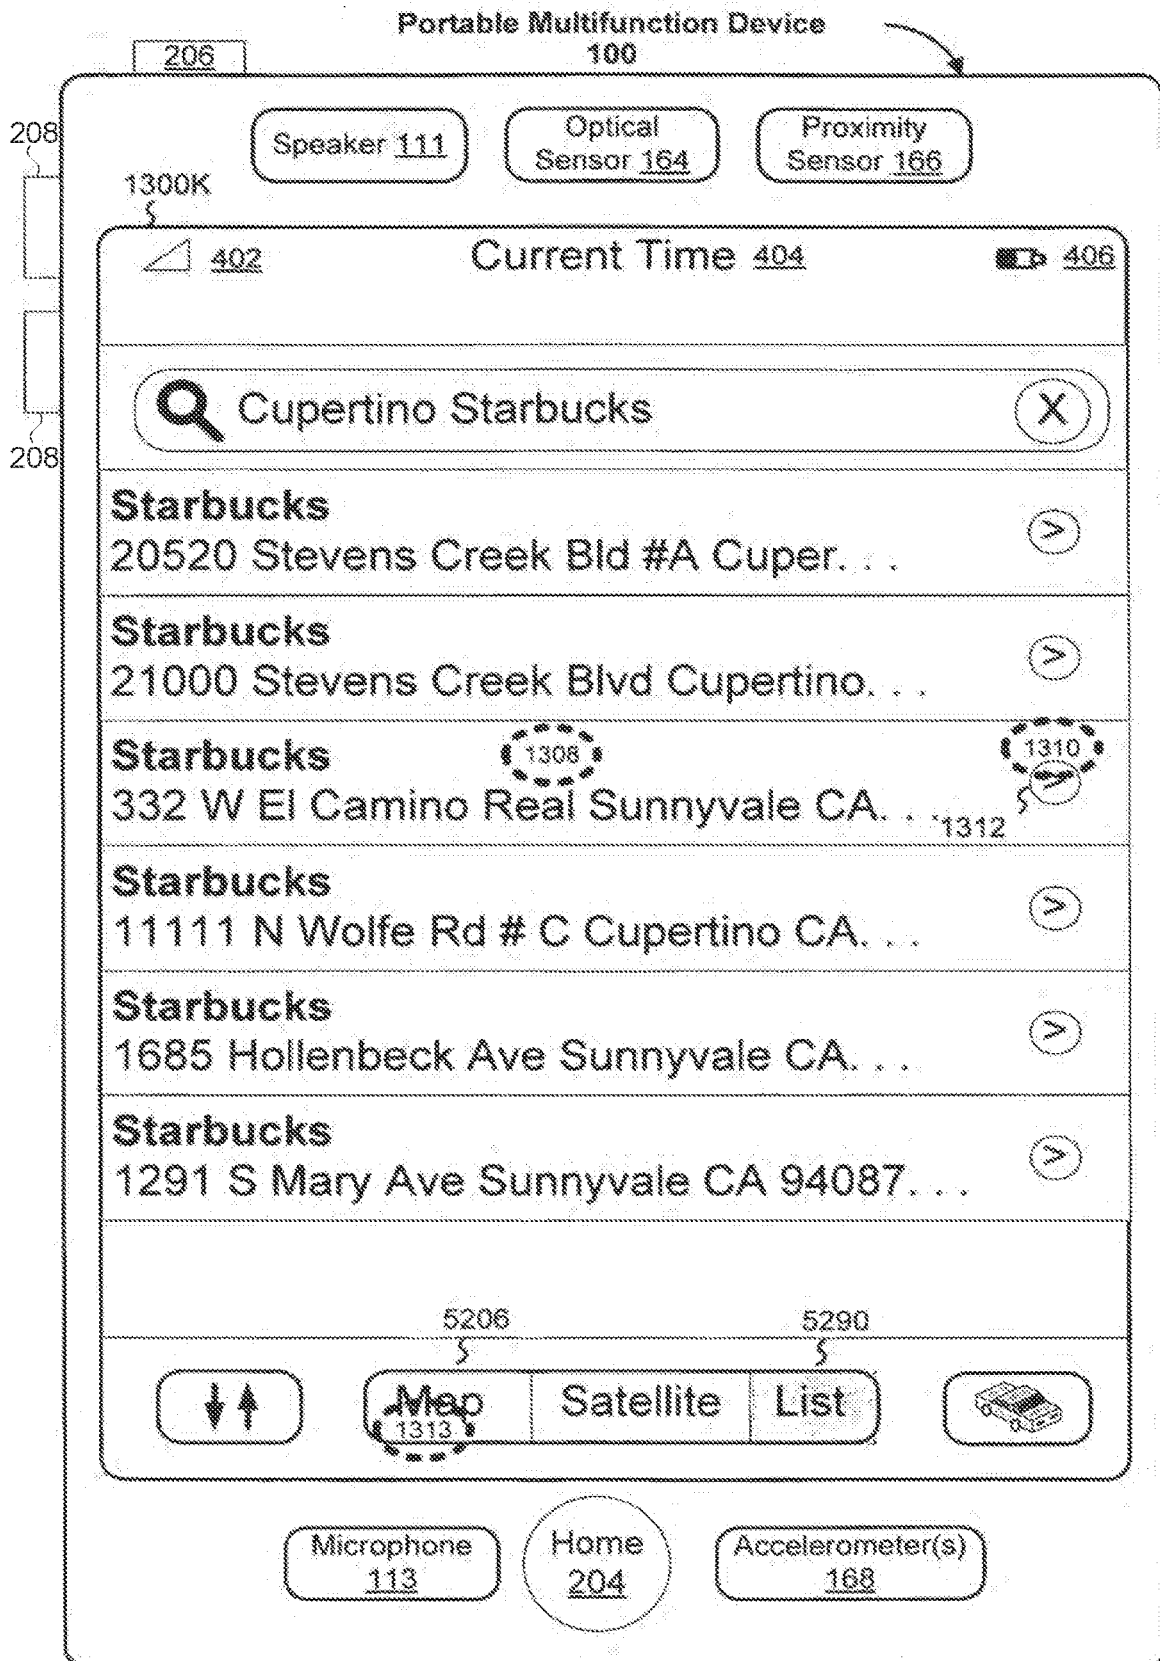 Portable Multifunction Device
100
206
208
208
Speaker 111
Optical
Sensor 164
Proximity
Sensor 166
1300K
402
Current Time 404
406
Cupertino Starbucks
X
Starbucks
20520 Stevens Creek Bld #A Cuper. . .
>
Starbucks
21000 Stevens Creek Blvd Cupertino. . .
>
Starbucks
1308
1310
332 W El Camino Real Sunnyvale CA. . .
>
1312
Starbucks
11111 N Wolfe Rd # C Cupertino CA. . .
>
Starbucks
1685 Hollenbeck Ave Sunnyvale CA. . .
>
Starbucks
1291 S Mary Ave Sunnyvale CA 94087. . .
>
5206
5290
Map
Satellite
List
1313
Microphone
113
Home
204
Accelerometer(s)
168